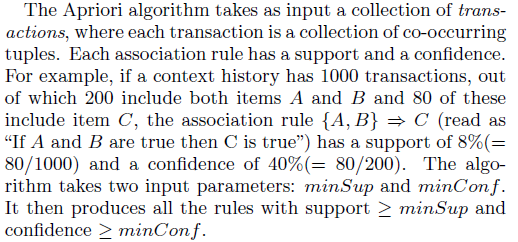 The Apriori algorithm takes as input a collection of trans-
actions, where each transaction is a collection of co-occurring
tuples. Each association rule has a support and a confidence.
For example, if a context history has 1000 transactions, out
of which 200 include both items A and B and 80 of these
include item C, the association rule {A, B} ⇒ C (read as
“If A and B are true then C is true”) has a support of 8%(=
80/1000) and a confidence of 40%(= 80/200). The algo-
rithm takes two input parameters: minSup and minConf.
It then produces all the rules with support ≥ minSup and
confidence ≥ minConf.